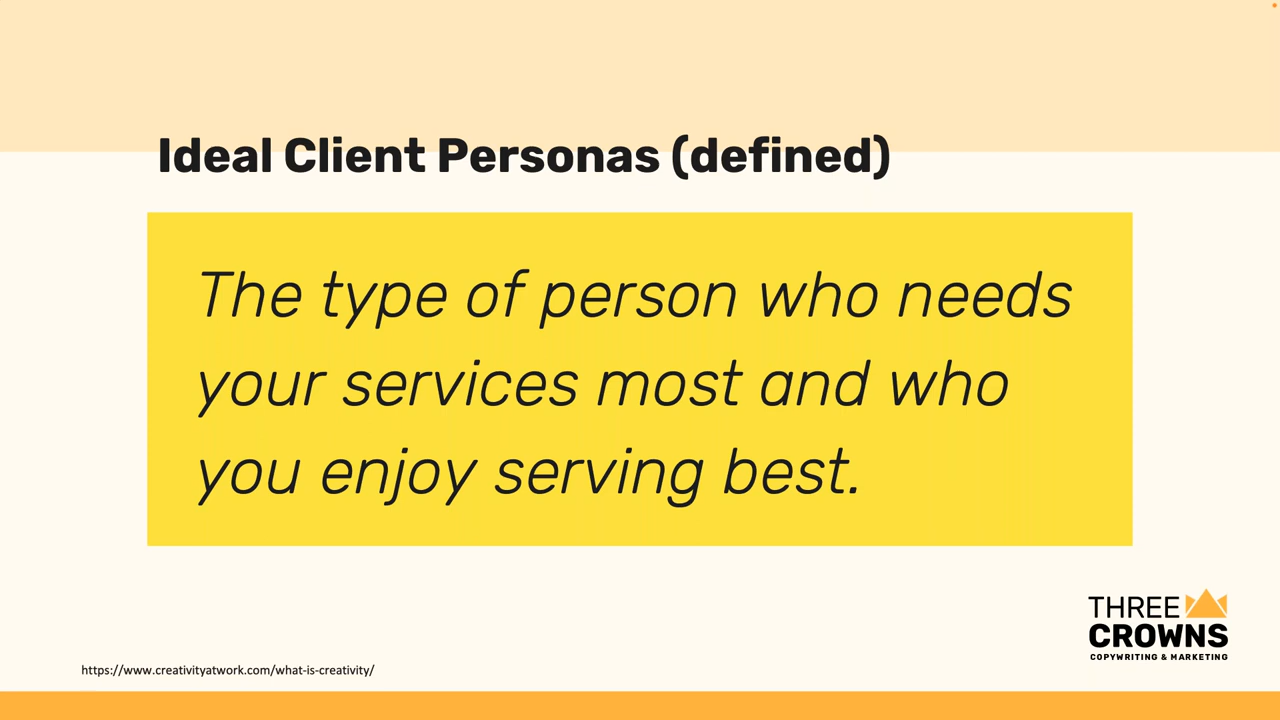 Ideal Client Personas (defined)
The type of person who needs
your services most and who
you enjoy serving best.
THREE
CROWNS
COPYWRITING & MARKETING
https://www.creativityatwork.com/what-is-creativity/